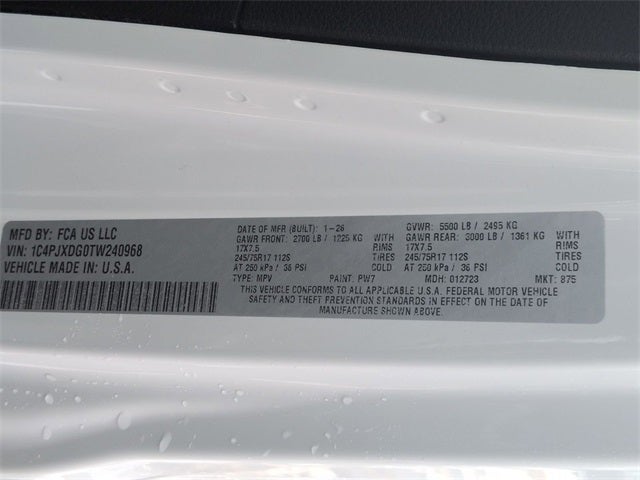 MFD BY: FCA US LLC
VIN: 1C4PJXDG0TW240968
VEHICLE MADE IN: U.S.A.
DATE OF MFR (BUILT): 1-26
GAWR FRONT: 2700 LB / 1225 KG WITH
17X7.5 RIMS
245/75R17 112S TIRES
AT 250 kPa / 36 PSI COLD
GVWR: 5500 LB / 2495 KG
GAWR REAR: 3000 LB / 1361 KG WITH
17X7.5 RIMS
245/75R17 112S TIRES
AT 250 kPa / 36 PSI COLD
TYPE: MPV PAINT: PW7 MDH: 012723 MKT: 875
THIS VEHICLE CONFORMS TO ALL APPLICABLE U.S.A. FEDERAL MOTOR VEHICLE
SAFETY AND THEFT PREVENTION STANDARDS IN EFFECT ON THE DATE OF
MANUFACTURE SHOWN ABOVE.